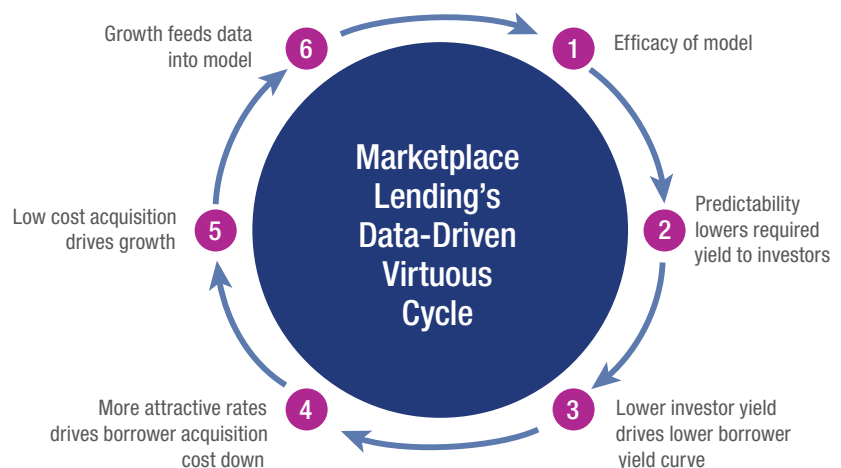 Marketplace
Lending's
Data-Driven
Virtuous
Cycle
1
Efficacy of model
2
Predictability
lowers required
yield to investors
3
Lower investor yield
drives lower borrower
yield curve
4
More attractive rates
drives borrower acquisition
cost down
5
Low cost acquisition
drives growth
6
Growth feeds data
into model